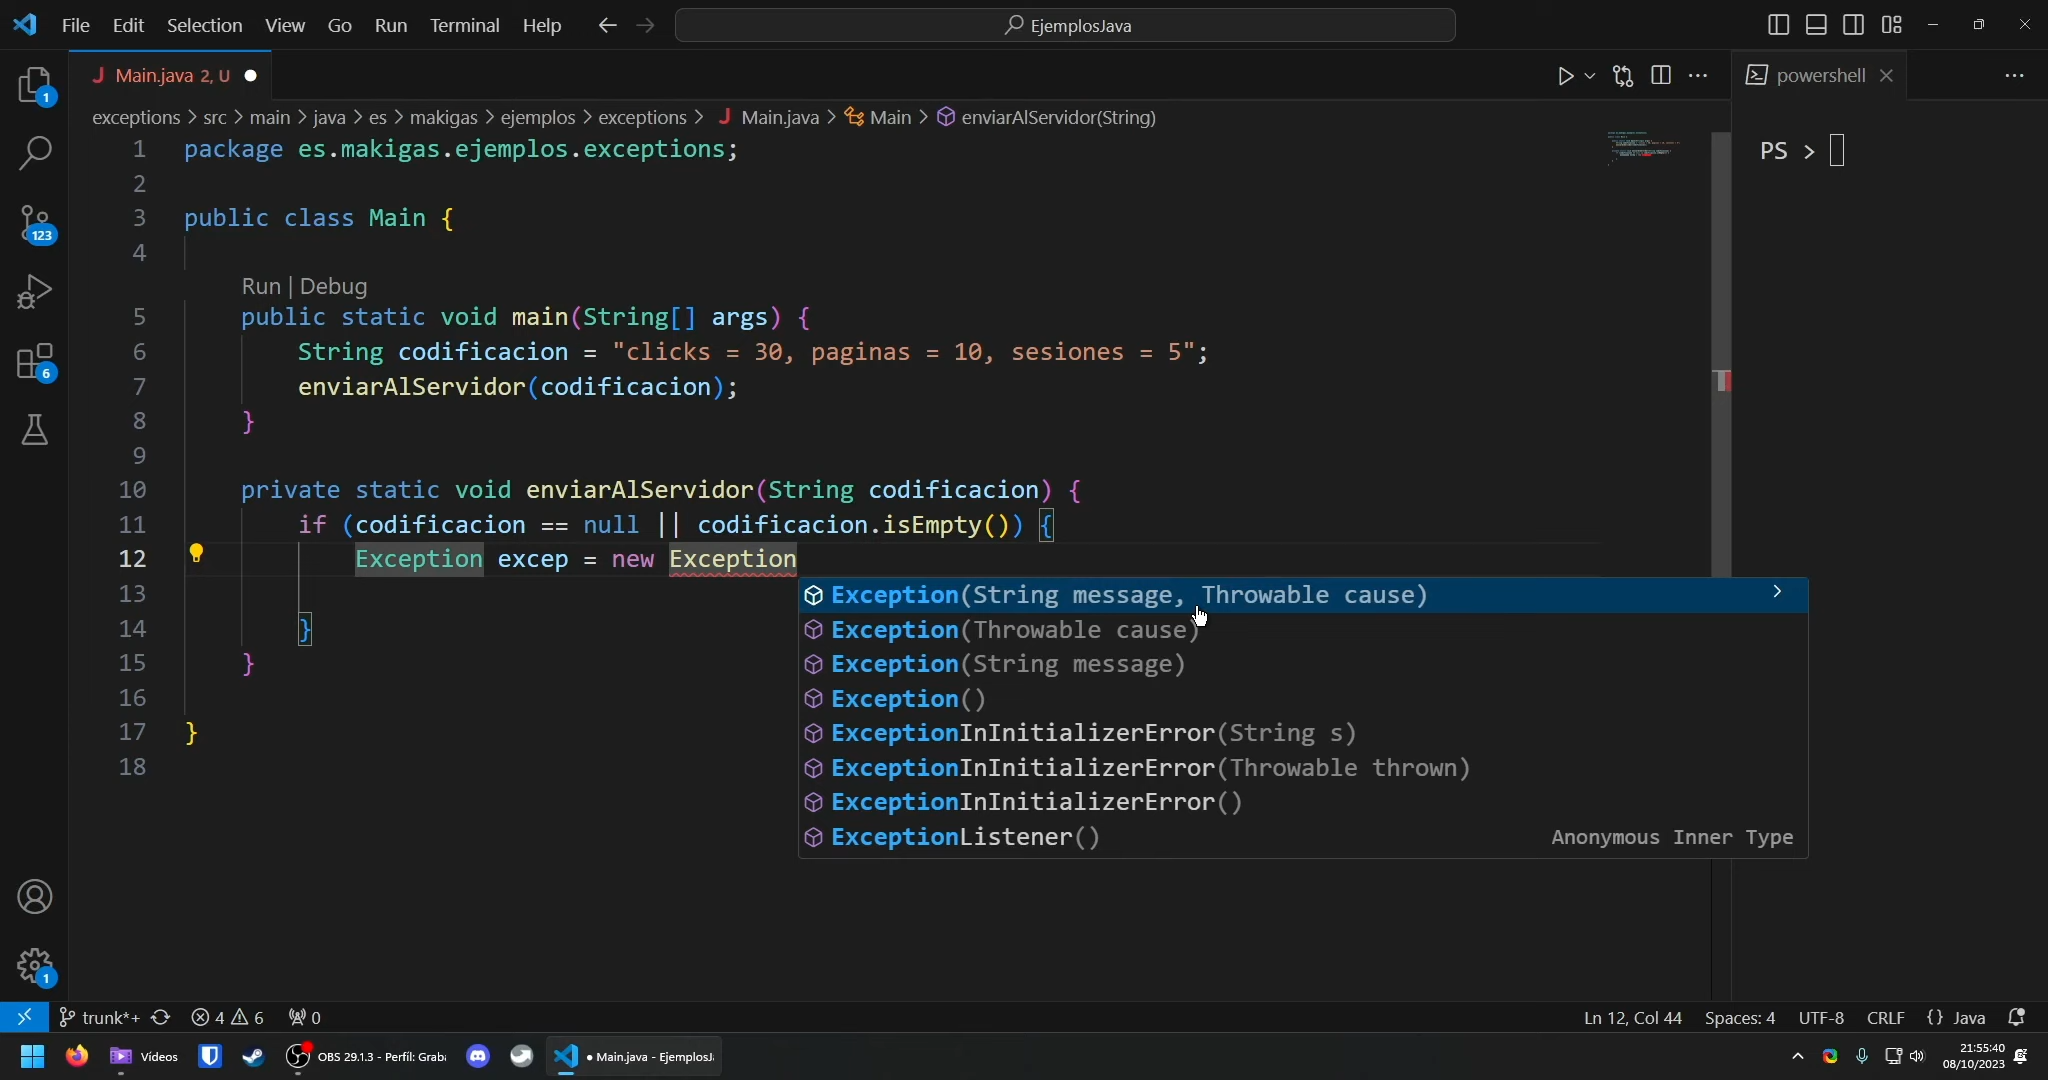 File Edit Selection View Go Run Terminal Help EjemplosJava
J Main.java 2, U
powershell
1
exceptions > src > main > java > es > makigas > ejemplos > exceptions > J Main.java > Main > enviarAlServidor(String)
1 package es.makigas.ejemplos.exceptions;
PS >
2
3 public class Main {
123
4
Run | Debug
5 public static void main(String[] args) {
6 String codificacion = "clicks = 30, paginas = 10, sesiones = 5";
6
7 enviarAlServidor(codificacion);
8 }
9
10 private static void enviarAlServidor(String codificacion) {
11 if (codificacion == null || codificacion.isEmpty()) {
12 Exception excep = new Exception
13
Exception(String message, Throwable cause)
14 }
Exception(Throwable cause)
15 }
Exception(String message)
16
Exception()
17 }
ExceptionInInitializerError(String s)
18
ExceptionInInitializerError(Throwable thrown)
ExceptionInInitializerError()
ExceptionListener() Anonymous Inner Type
1
trunk*+ 4 6 0 Ln 12, Col 44 Spaces: 4 UTF-8 CRLF {} Java
Vídeos OBS 29.1.3 - Perfil: Graba Main.java - EjemplosJ
21:55:40
08/10/2023